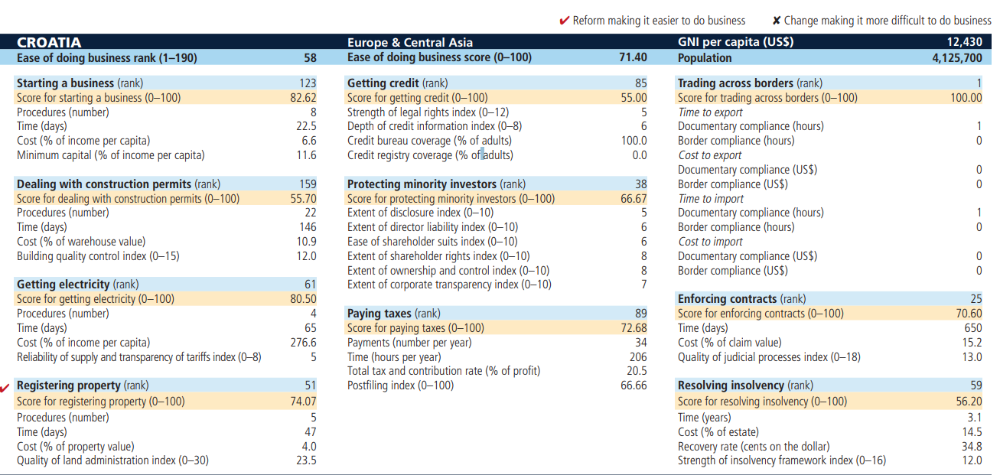 ✔ Reform making it easier to do business ✘ Change making it more difficult to do business
CROATIA Europe & Central Asia GNI per capita (US$) 12,430
Ease of doing business rank (1–190) 58 Ease of doing business score (0–100) 71.40 Population 4,125,700
Starting a business (rank) 123
Score for starting a business (0–100) 82.62
Procedures (number) 8
Time (days) 22.5
Cost (% of income per capita) 6.6
Minimum capital (% of income per capita) 11.6
Dealing with construction permits (rank) 159
Score for dealing with construction permits (0–100) 55.70
Procedures (number) 22
Time (days) 146
Cost (% of warehouse value) 10.9
Building quality control index (0–15) 12.0
Getting electricity (rank) 61
Score for getting electricity (0–100) 80.50
Procedures (number) 4
Time (days) 65
Cost (% of income per capita) 276.6
Reliability of supply and transparency of tariffs index (0–8) 5
✔ Registering property (rank) 51
Score for registering property (0–100) 74.07
Procedures (number) 5
Time (days) 47
Cost (% of property value) 4.0
Quality of land administration index (0–30) 23.5
Getting credit (rank) 85
Score for getting credit (0–100) 55.00
Strength of legal rights index (0–12) 5
Depth of credit information index (0–8) 6
Credit bureau coverage (% of adults) 100.0
Credit registry coverage (% of adults) 0.0
Protecting minority investors (rank) 38
Score for protecting minority investors (0–100) 66.67
Extent of disclosure index (0–10) 5
Extent of director liability index (0–10) 6
Ease of shareholder suits index (0–10) 6
Extent of shareholder rights index (0–10) 8
Extent of ownership and control index (0–10) 8
Extent of corporate transparency index (0–10) 7
Paying taxes (rank) 89
Score for paying taxes (0–100) 72.68
Payments (number per year) 34
Time (hours per year) 206
Total tax and contribution rate (% of profit) 20.5
Postfiling index (0–100) 66.66
Trading across borders (rank) 1
Score for trading across borders (0–100) 100.00
Time to export
Documentary compliance (hours) 1
Border compliance (hours) 0
Cost to export
Documentary compliance (US$) 0
Border compliance (US$) 0
Time to import
Documentary compliance (hours) 1
Border compliance (hours) 0
Cost to import
Documentary compliance (US$) 0
Border compliance (US$) 0
Enforcing contracts (rank) 25
Score for enforcing contracts (0–100) 70.60
Time (days) 650
Cost (% of claim value) 15.2
Quality of judicial processes index (0–18) 13.0
Resolving insolvency (rank) 59
Score for resolving insolvency (0–100) 56.20
Time (years) 3.1
Cost (% of estate) 14.5
Recovery rate (cents on the dollar) 34.8
Strength of insolvency framework index (0–16) 12.0